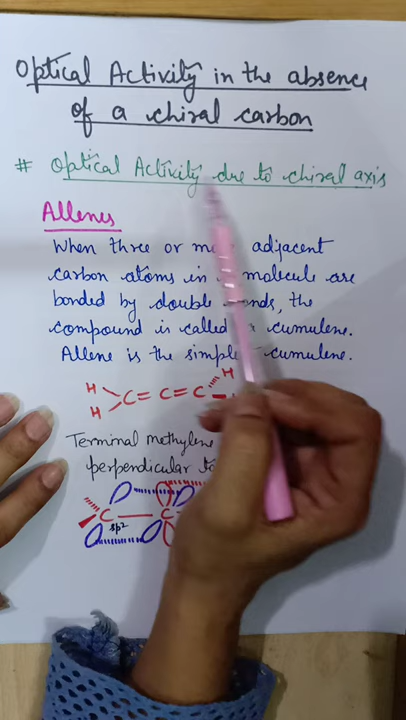 Optical Activity in the absence
of a chiral carbon
# Optical Activity due to chiral axis
Allenes
When three or adjacent
carbon atoms in molecule are
bonded by double , the
compound is called cumulene.
Allene is the cumulene.
H H
C = C = C
H
Terminal methylene
perpendicular
C C
sp2